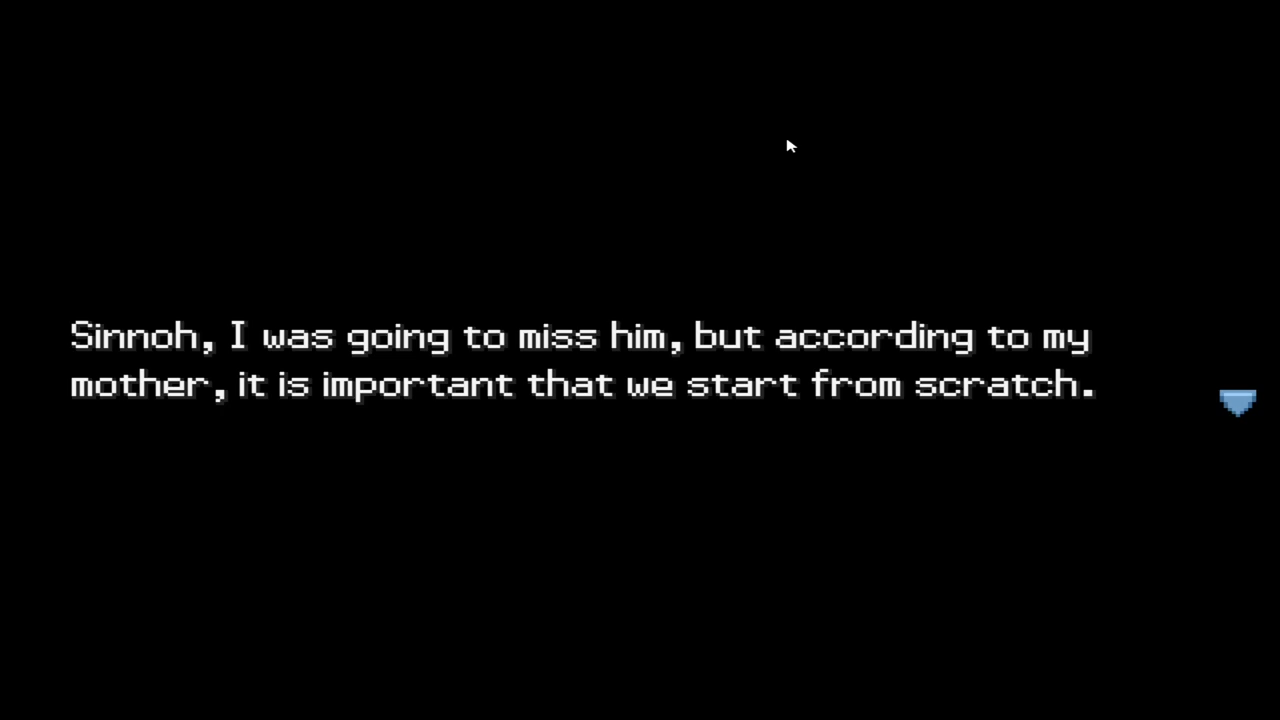 Sinnoh, I was going to miss him, but according to my
mother, it is important that we start from scratch.